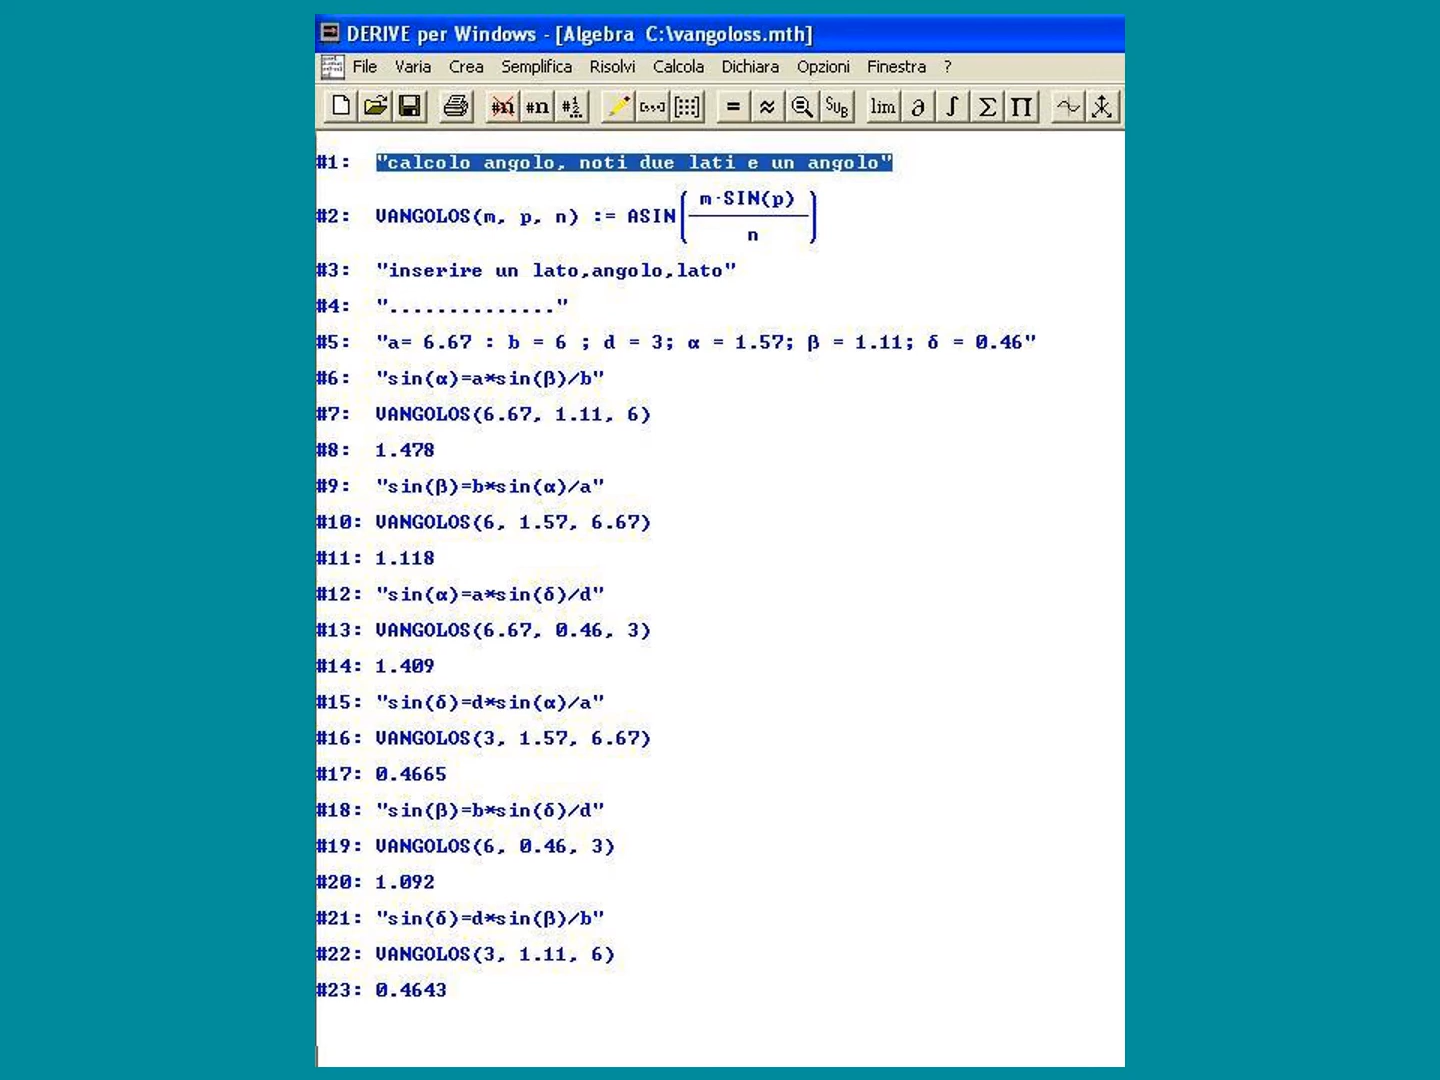 DERIVE per Windows - [Algebra C:\vangoloss.mth]
File Varia Crea Semplifica Risolvi Calcola Dichiara Opzioni Finestra ?
#n #n #½ = ≈ SUB lim ∂ ∫ Σ Π
#1: "calcolo angolo, noti due lati e un angolo"
#2: VANGOLOS(m, p, n) := ASIN(m·SIN(p)/n)
#3: "inserire un lato,angolo,lato"
#4: ".............."
#5: "a= 6.67 : b = 6 ; d = 3; α = 1.57; β = 1.11; δ = 0.46"
#6: "sin(α)=a*sin(β)/b"
#7: VANGOLOS(6.67, 1.11, 6)
#8: 1.478
#9: "sin(β)=b*sin(α)/a"
#10: VANGOLOS(6, 1.57, 6.67)
#11: 1.118
#12: "sin(α)=a*sin(δ)/d"
#13: VANGOLOS(6.67, 0.46, 3)
#14: 1.409
#15: "sin(δ)=d*sin(α)/a"
#16: VANGOLOS(3, 1.57, 6.67)
#17: 0.4665
#18: "sin(β)=b*sin(δ)/d"
#19: VANGOLOS(6, 0.46, 3)
#20: 1.092
#21: "sin(δ)=d*sin(β)/b"
#22: VANGOLOS(3, 1.11, 6)
#23: 0.4643